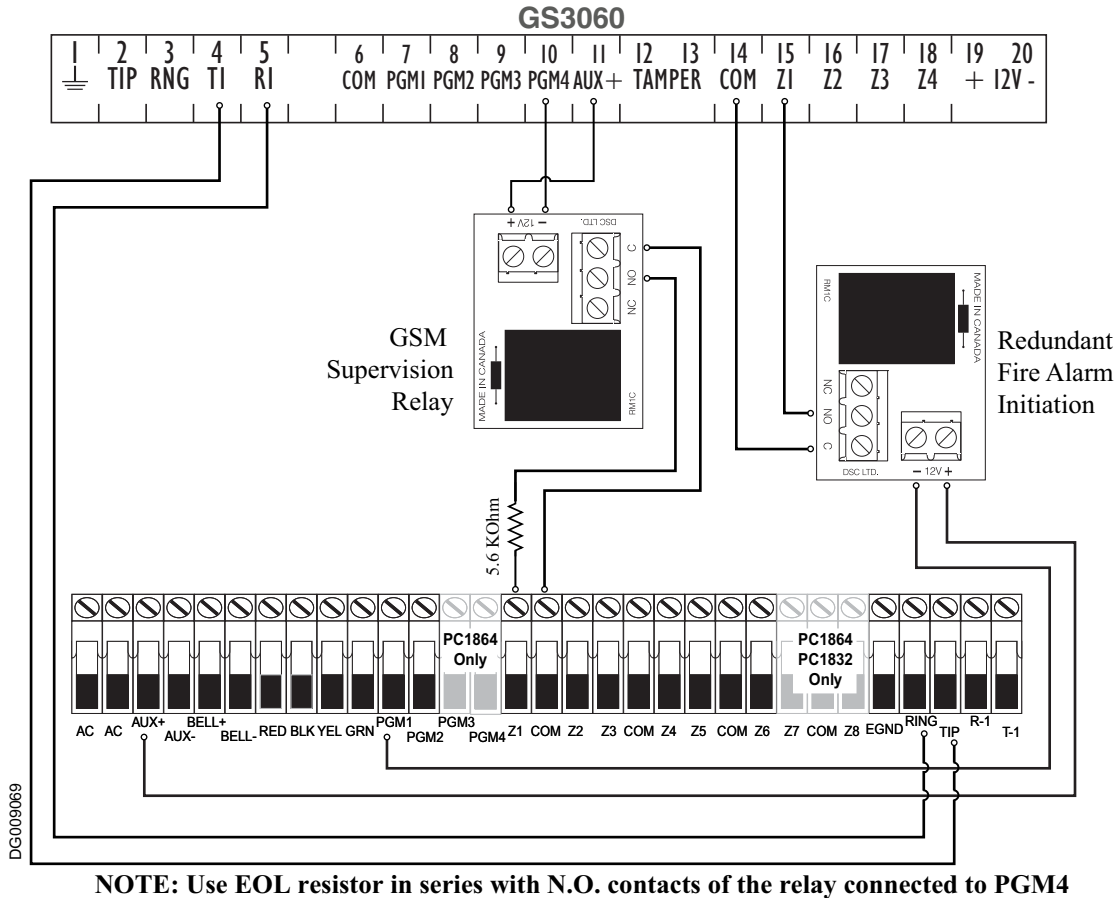 GS3060
1 2 3 4 5 6 7 8 9 10 11 12 13 14 15 16 17 18 19 20
TIP RNG T1 R1 COM PGM1 PGM2 PGM3 PGM4 AUX+ TAMPER COM Z1 Z2 Z3 Z4 + 12V -
+ 12V -
DSC LTD.
C
NO
NC
MADE IN CANADA
RM1C
GSM
Supervision
Relay
RM1C
MADE IN CANADA
NC
NO
C
DSC LTD.
- 12V +
Redundant
Fire Alarm
Initiation
5.6 KOhm
PC1864
Only
PC1864
PC1832
Only
AC AC AUX+ AUX- BELL+ BELL- RED BLK YEL GRN PGM1 PGM2 PGM3 PGM4 Z1 COM Z2 Z3 COM Z4 Z5 COM Z6 Z7 COM Z8 EGND RING TIP R-1 T-1
DG009069
NOTE: Use EOL resistor in series with N.O. contacts of the relay connected to PGM4